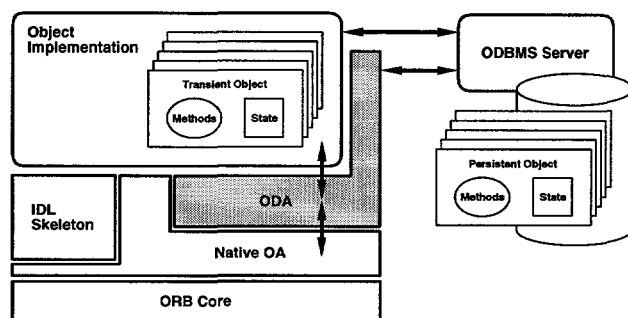 Object
Implementation
Transient Object
Methods
State
ODBMS Server
Persistent Object
Methods
State
IDL
Skeleton
ODA
Native OA
ORB Core